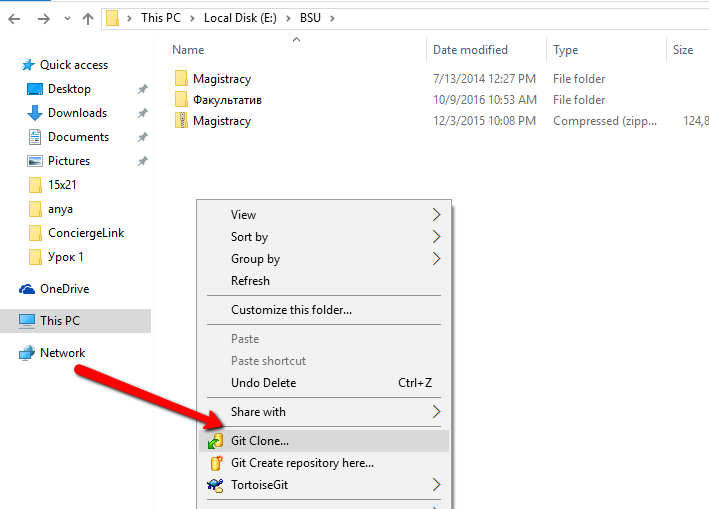 This PC > Local Disk (E:) > BSU >
Name Date modified Type Size
Quick access
Desktop
Downloads
Documents
Pictures
15x21
anya
ConciergeLink
Урок 1
OneDrive
This PC
Network
Magistracy 7/13/2014 12:27 PM File folder
Факультатив 10/9/2016 10:53 AM File folder
Magistracy 12/3/2015 10:08 PM Compressed (zipp... 124,8
View
Sort by
Group by
Refresh
Customize this folder...
Paste
Paste shortcut
Undo Delete Ctrl+Z
Share with
Git Clone...
Git Create repository here...
TortoiseGit